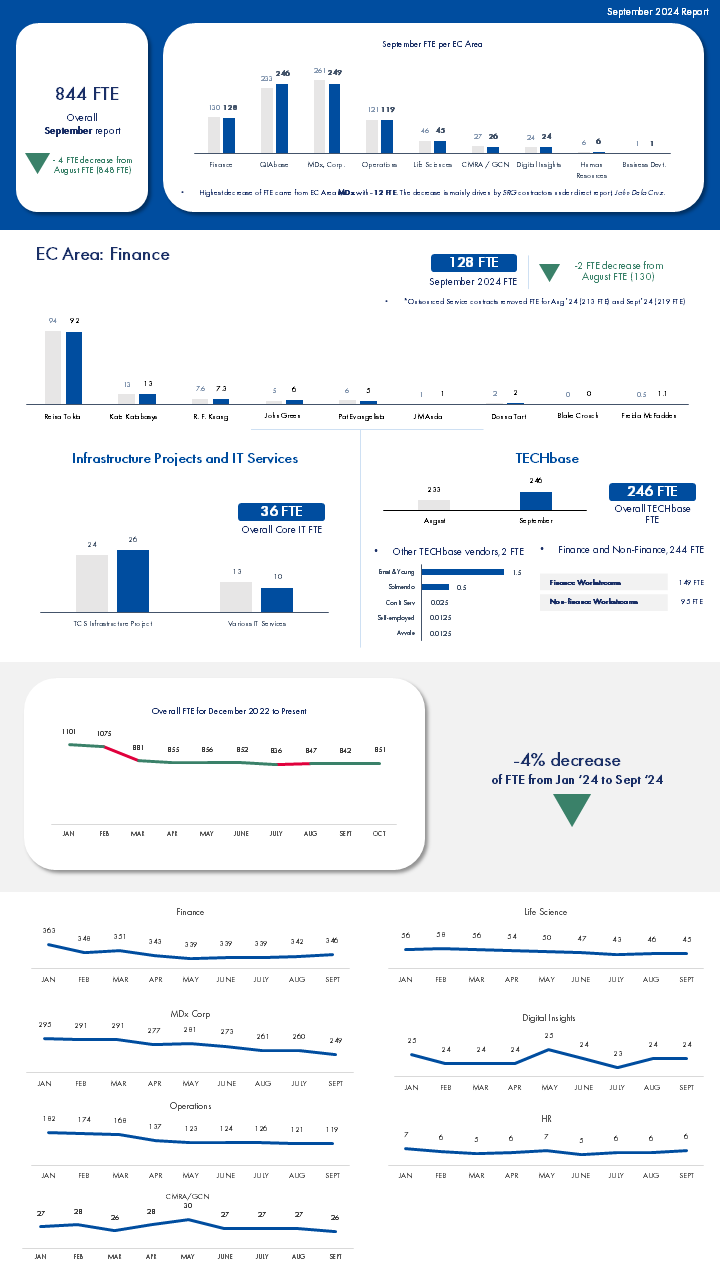 September 2024 Report
844 FTE
Overall
September report
- 4 FTE decrease from
August FTE (848 FTE)
September FTE per EC Area
130 128
233 246
261 249
121 119
46 45
27 26
24 24
6 6
1 1
Finance
QIAbase
MDx, Corp.
Operations
Life Sciences
CMRA / GCN
Digital Insights
Human
Resources
Business Devt.
• Highest decrease of FTE came from EC Area MDx with -12 FTE. The decrease is mainly driven by SRG contractors under direct report, John Dela Cruz.
EC Area: Finance
128 FTE
September 2024 FTE
-2 FTE decrease from
August FTE (130)
• *Outsourced Service contracts removed FTE for Aug'24 (213 FTE) and Sept'24 (219 FTE)
94 92
13 13
7.6 7.3
5 6
6 5
1 1
2 2
0 0
0.5 1.1
John Green
Pat Evangelista
Donna Tart
Blake Crouch
Freida McFadden
Infrastructure Projects and IT Services
36 FTE
Overall Core IT FTE
24
26
13
10
TCS Infrastructure Project
Various IT Services
TECHbase
233
246
August
September
246 FTE
Overall TECHbase
FTE
• Other TECHbase vendors, 2 FTE
Ernst & Young 1.5
Solmendo 0.5
Con ti Serv 0.025
Self-employed 0.0125
Avvale 0.0125
• Finance and Non-Finance, 244 FTE
Finance Workstreams 149 FTE
Non-finance Workstreams 95 FTE
Overall FTE for December 2022 to Present
1101
1075
881
855
856
852
836
847
842
851
JAN FEB MAR APR MAY JUNE JULY AUG SEPT OCT
-4% decrease
of FTE from Jan ‘24 to Sept ‘24
Finance
363 348 351 343 339 339 339 342 346
JAN FEB MAR APR MAY JUNE JULY AUG SEPT
Life Science
56 58 56 54 50 47 43 46 45
JAN FEB MAR APR MAY JUNE JULY AUG SEPT
MDx Corp
295 291 291 277 281 273 261 260 249
JAN FEB MAR APR MAY JUNE AUG JULY SEPT
Digital Insights
25 24 24 24 25 24 23 24 24
JAN FEB MAR APR MAY JUNE JULY AUG SEPT
Operations
182 174 168 137 123 124 126 121 119
JAN FEB MAR APR MAY JUNE JULY AUG SEPT
HR
7 6 5 6 7 5 6 6 6
JAN FEB MAR APR MAY JUNE JULY AUG SEPT
CMRA/GCN
27 28 26 28 30 27 27 27 26
JAN FEB MAR APR MAY JUNE JULY AUG SEPT